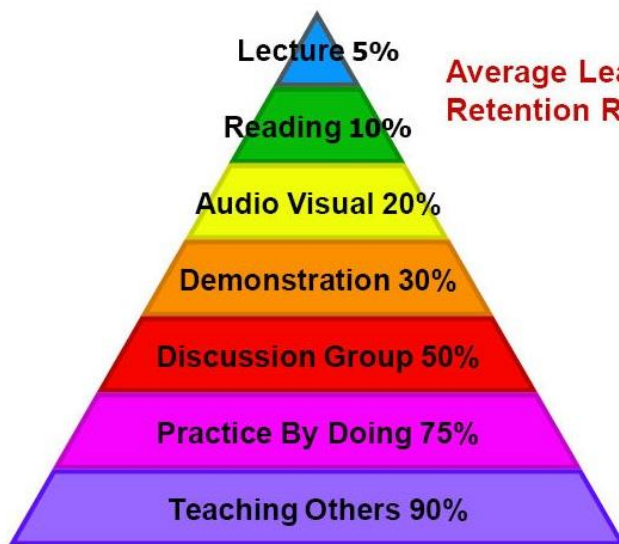 Lecture 5%
Average
Retention
Reading 10%
Audio Visual 20%
Demonstration 30%
Discussion Group 50%
Practice By Doing 75%
Teaching Others 90%